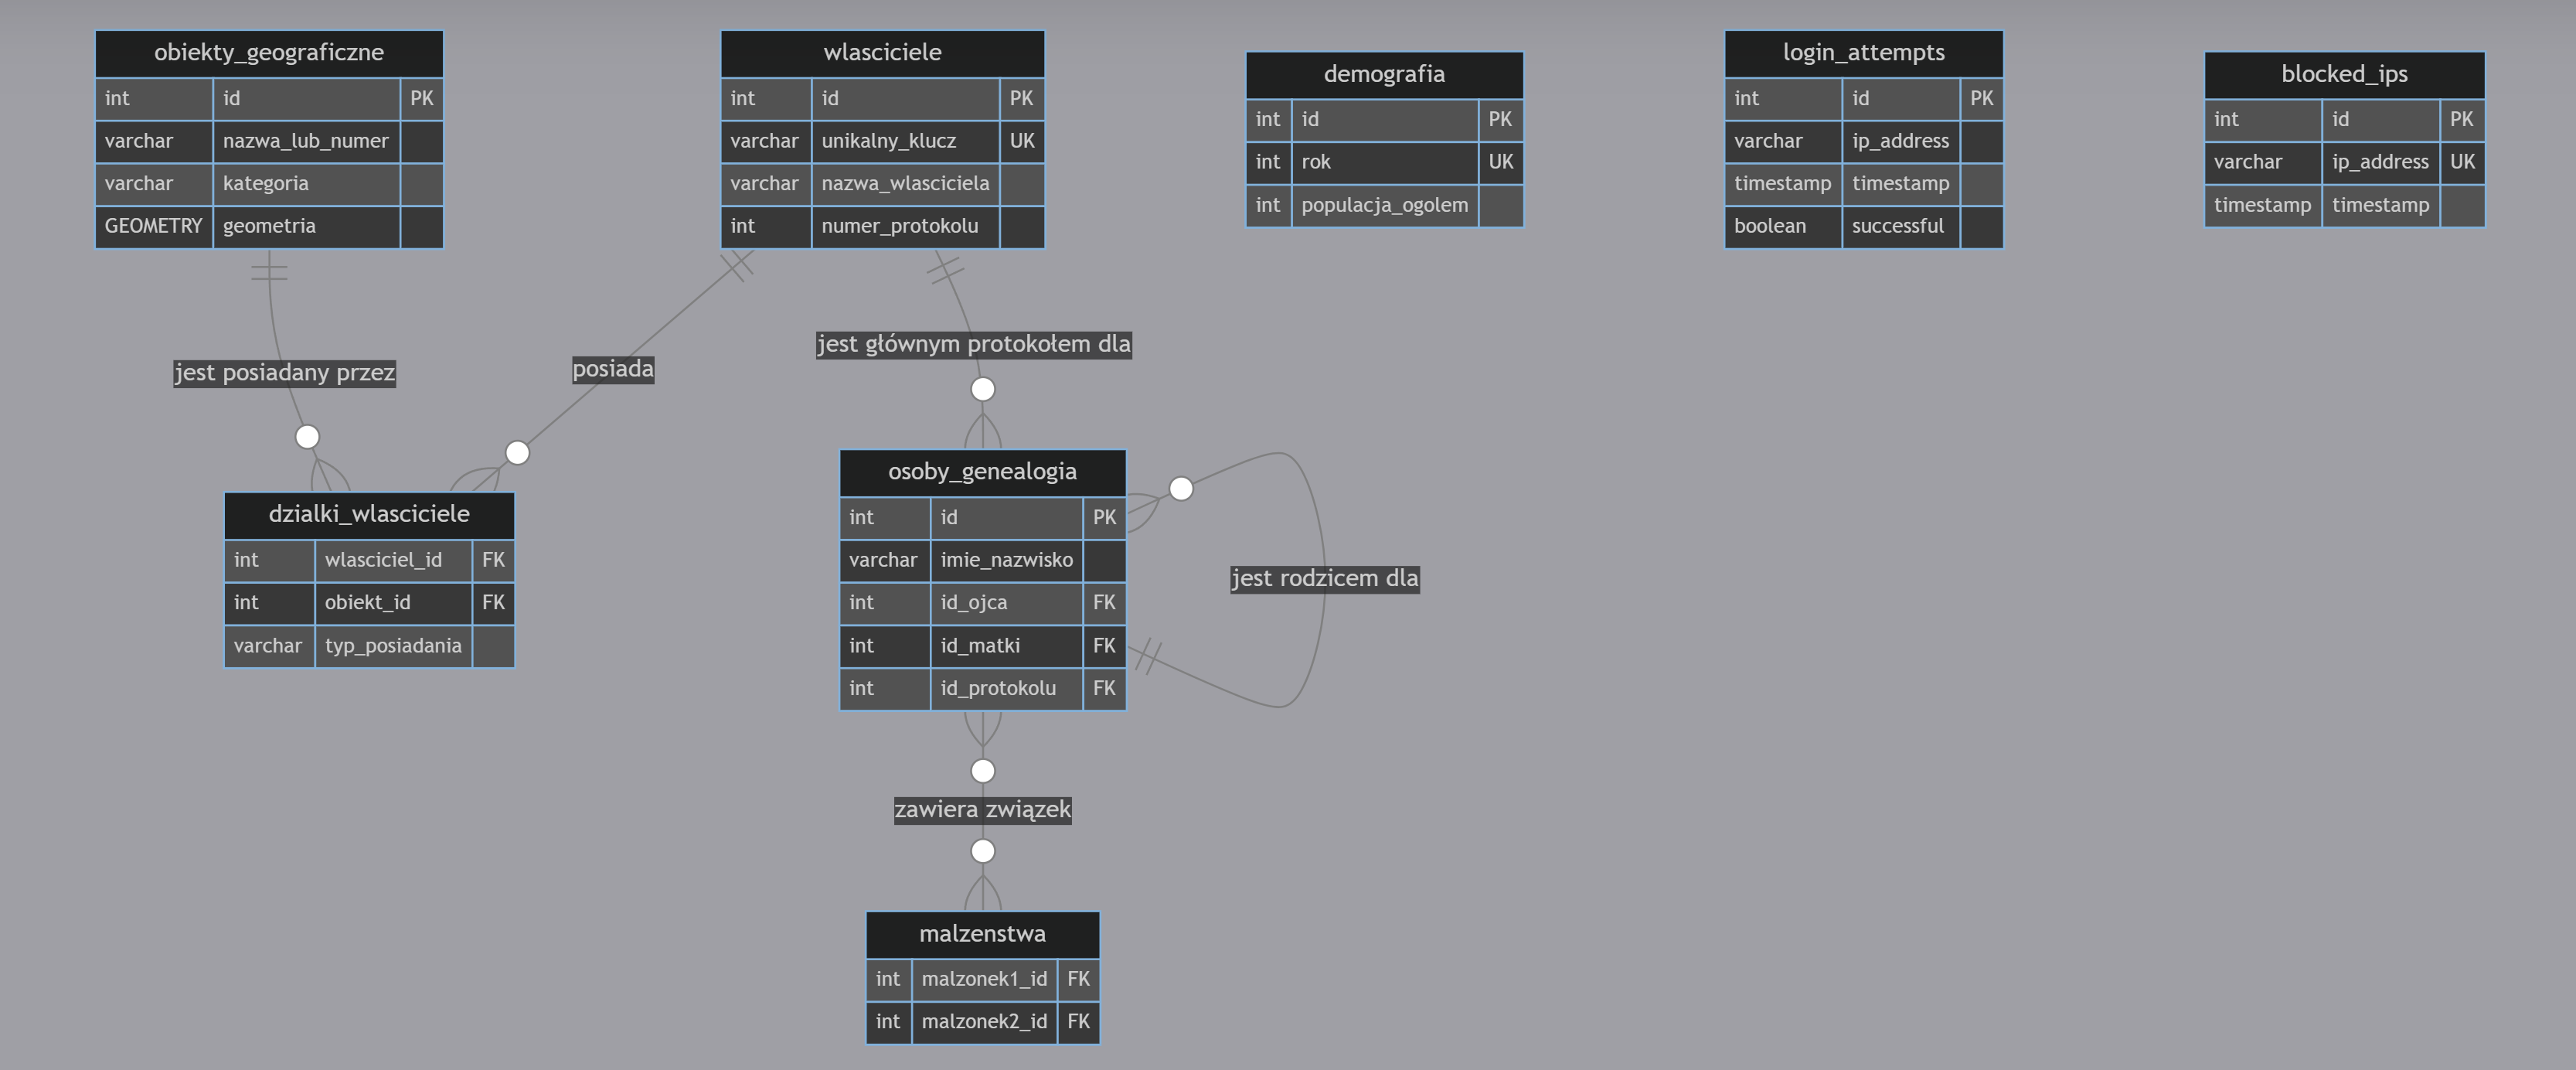 obiekty_geograficzne
int id PK
varchar nazwa_lub_numer
varchar kategoria
GEOMETRY geometria
wlasciciele
int id PK
varchar unikalny_klucz UK
varchar nazwa_wlasciciela
int numer_protokolu
demografia
int id PK
int rok UK
int populacja_ogolem
login_attempts
int id PK
varchar ip_address
timestamp timestamp
boolean successful
blocked_ips
int id PK
varchar ip_address UK
timestamp timestamp
jest posiadany przez
posiada
jest głównym protokołem dla
dzialki_wlasciciele
int wlasciciel_id FK
int obiekt_id FK
varchar typ_posiadania
osoby_genealogia
int id PK
varchar imie_nazwisko
int id_ojca FK
int id_matki FK
int id_protokolu FK
jest rodzicem dla
zawiera związek
malzenstwa
int malzonek1_id FK
int malzonek2_id FK